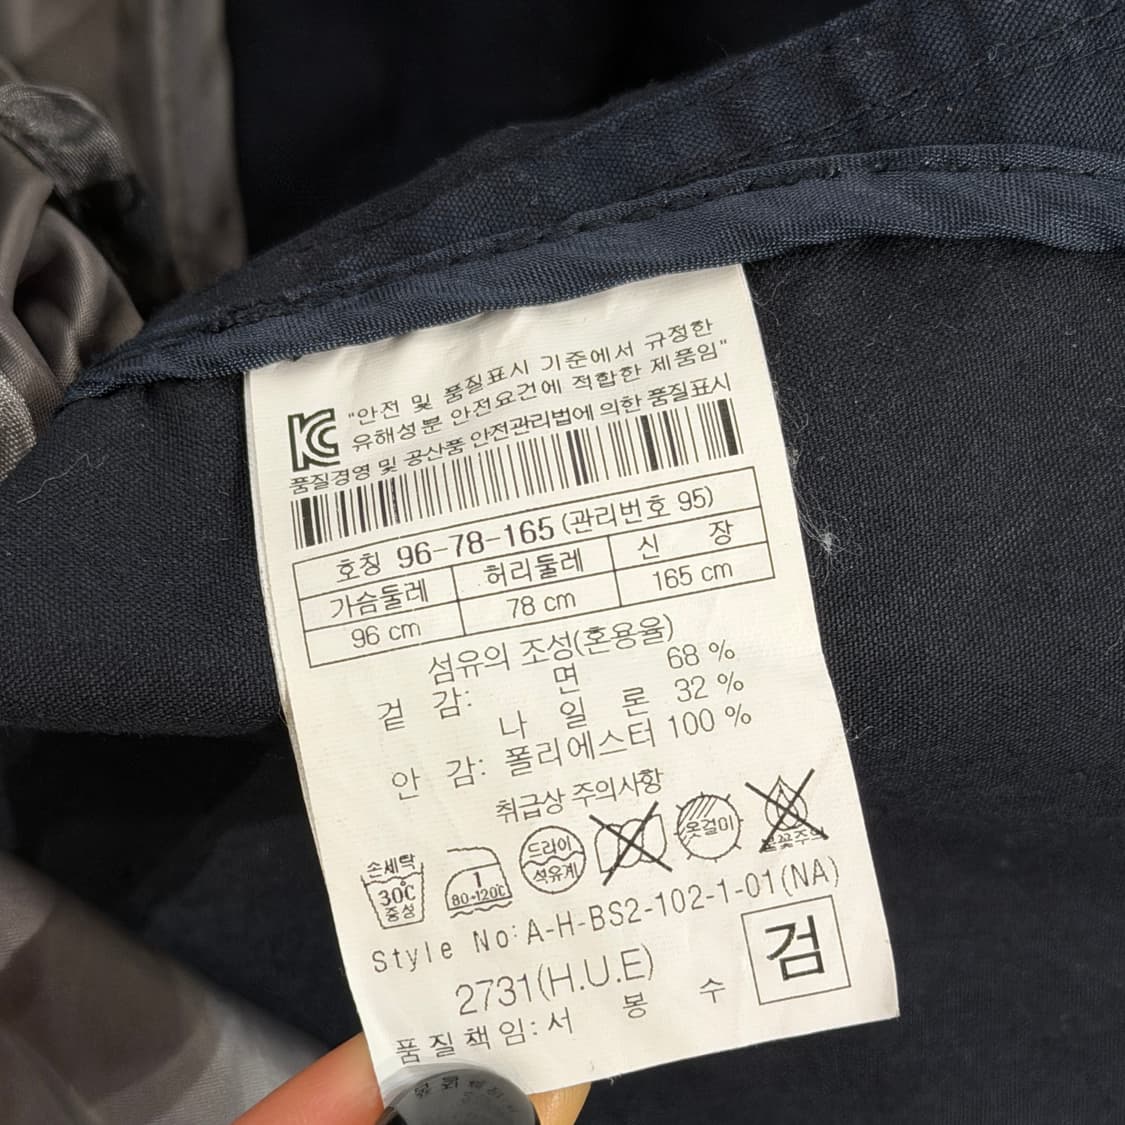 KC "안전 및 품질표시 기준에서 규정한
유해성분 안전요건에 적합한 제품임"
품질경영 및 공산품 안전관리법에 의한 품질표시
호칭 96-78-165 (관리번호 95)
가슴둘레 허리둘레 신 장
96 cm 78 cm 165 cm
섬유의 조성(혼용율)
겉 감: 면 68 %
나 일 론 32 %
안 감: 폴리에스터 100 %
취급상 주의사항
손세탁
30℃
중성
1
80~120℃
드라이
석유계
옷걸이
불꽃주의
Style No: A-H-BS2-102-1-01(NA)
2731(H.U.E)
품질책임: 서 봉 수
검